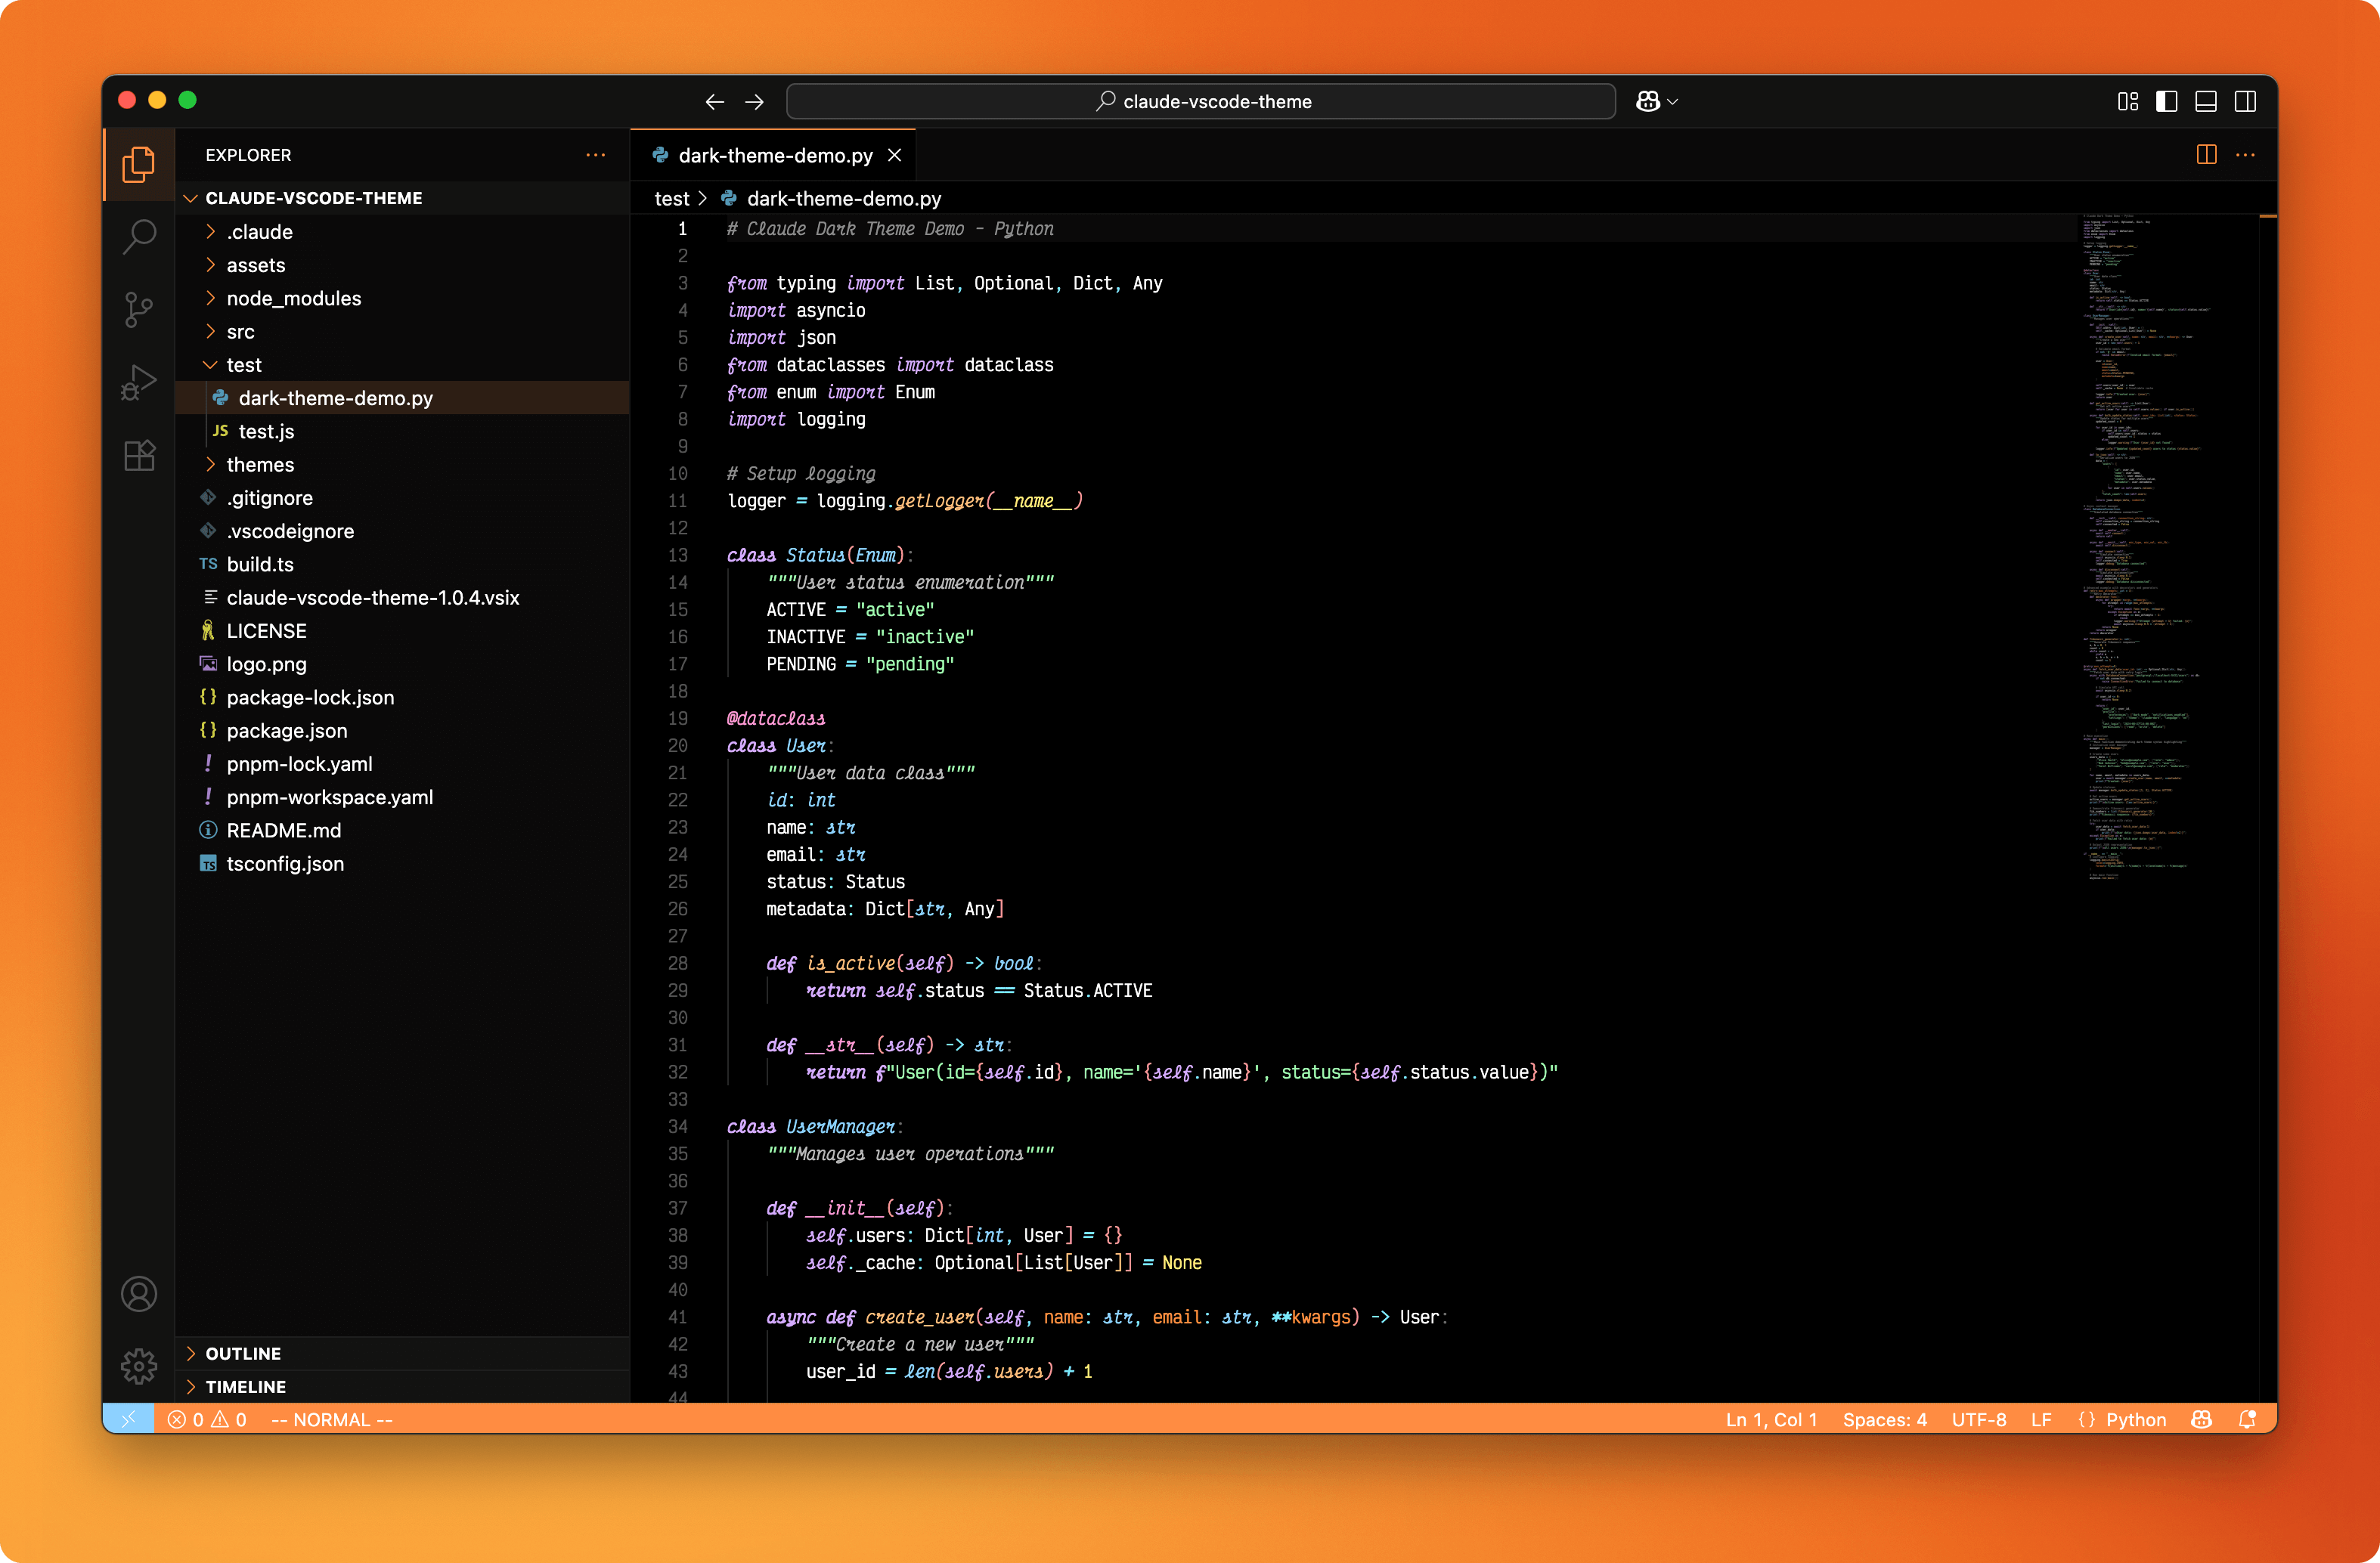 claude-vscode-theme
EXPLORER
CLAUDE-VSCODE-THEME
.claude
assets
node_modules
src
test
dark-theme-demo.py
JS test.js
themes
.gitignore
.vscodeignore
TS build.ts
claude-vscode-theme-1.0.4.vsix
LICENSE
logo.png
{} package-lock.json
{} package.json
! pnpm-lock.yaml
! pnpm-workspace.yaml
README.md
TS tsconfig.json
OUTLINE
TIMELINE
dark-theme-demo.py
test > dark-theme-demo.py
1 # Claude Dark Theme Demo - Python
2
3 from typing import List, Optional, Dict, Any
4 import asyncio
5 import json
6 from dataclasses import dataclass
7 from enum import Enum
8 import logging
9
10 # Setup logging
11 logger = logging.getLogger(__name__)
12
13 class Status(Enum):
14     """User status enumeration"""
15     ACTIVE = "active"
16     INACTIVE = "inactive"
17     PENDING = "pending"
18
19 @dataclass
20 class User:
21     """User data class"""
22     id: int
23     name: str
24     email: str
25     status: Status
26     metadata: Dict[str, Any]
27
28     def is_active(self) -> bool:
29         return self.status == Status.ACTIVE
30
31     def __str__(self) -> str:
32         return f"User(id={self.id}, name='{self.name}', status={self.status.value})"
33
34 class UserManager:
35     """Manages user operations"""
36
37     def __init__(self):
38         self.users: Dict[int, User] = {}
39         self._cache: Optional[List[User]] = None
40
41     async def create_user(self, name: str, email: str, **kwargs) -> User:
42         """Create a new user"""
43         user_id = len(self.users) + 1
44
0 0 -- NORMAL --
Ln 1, Col 1 Spaces: 4 UTF-8 LF {} Python